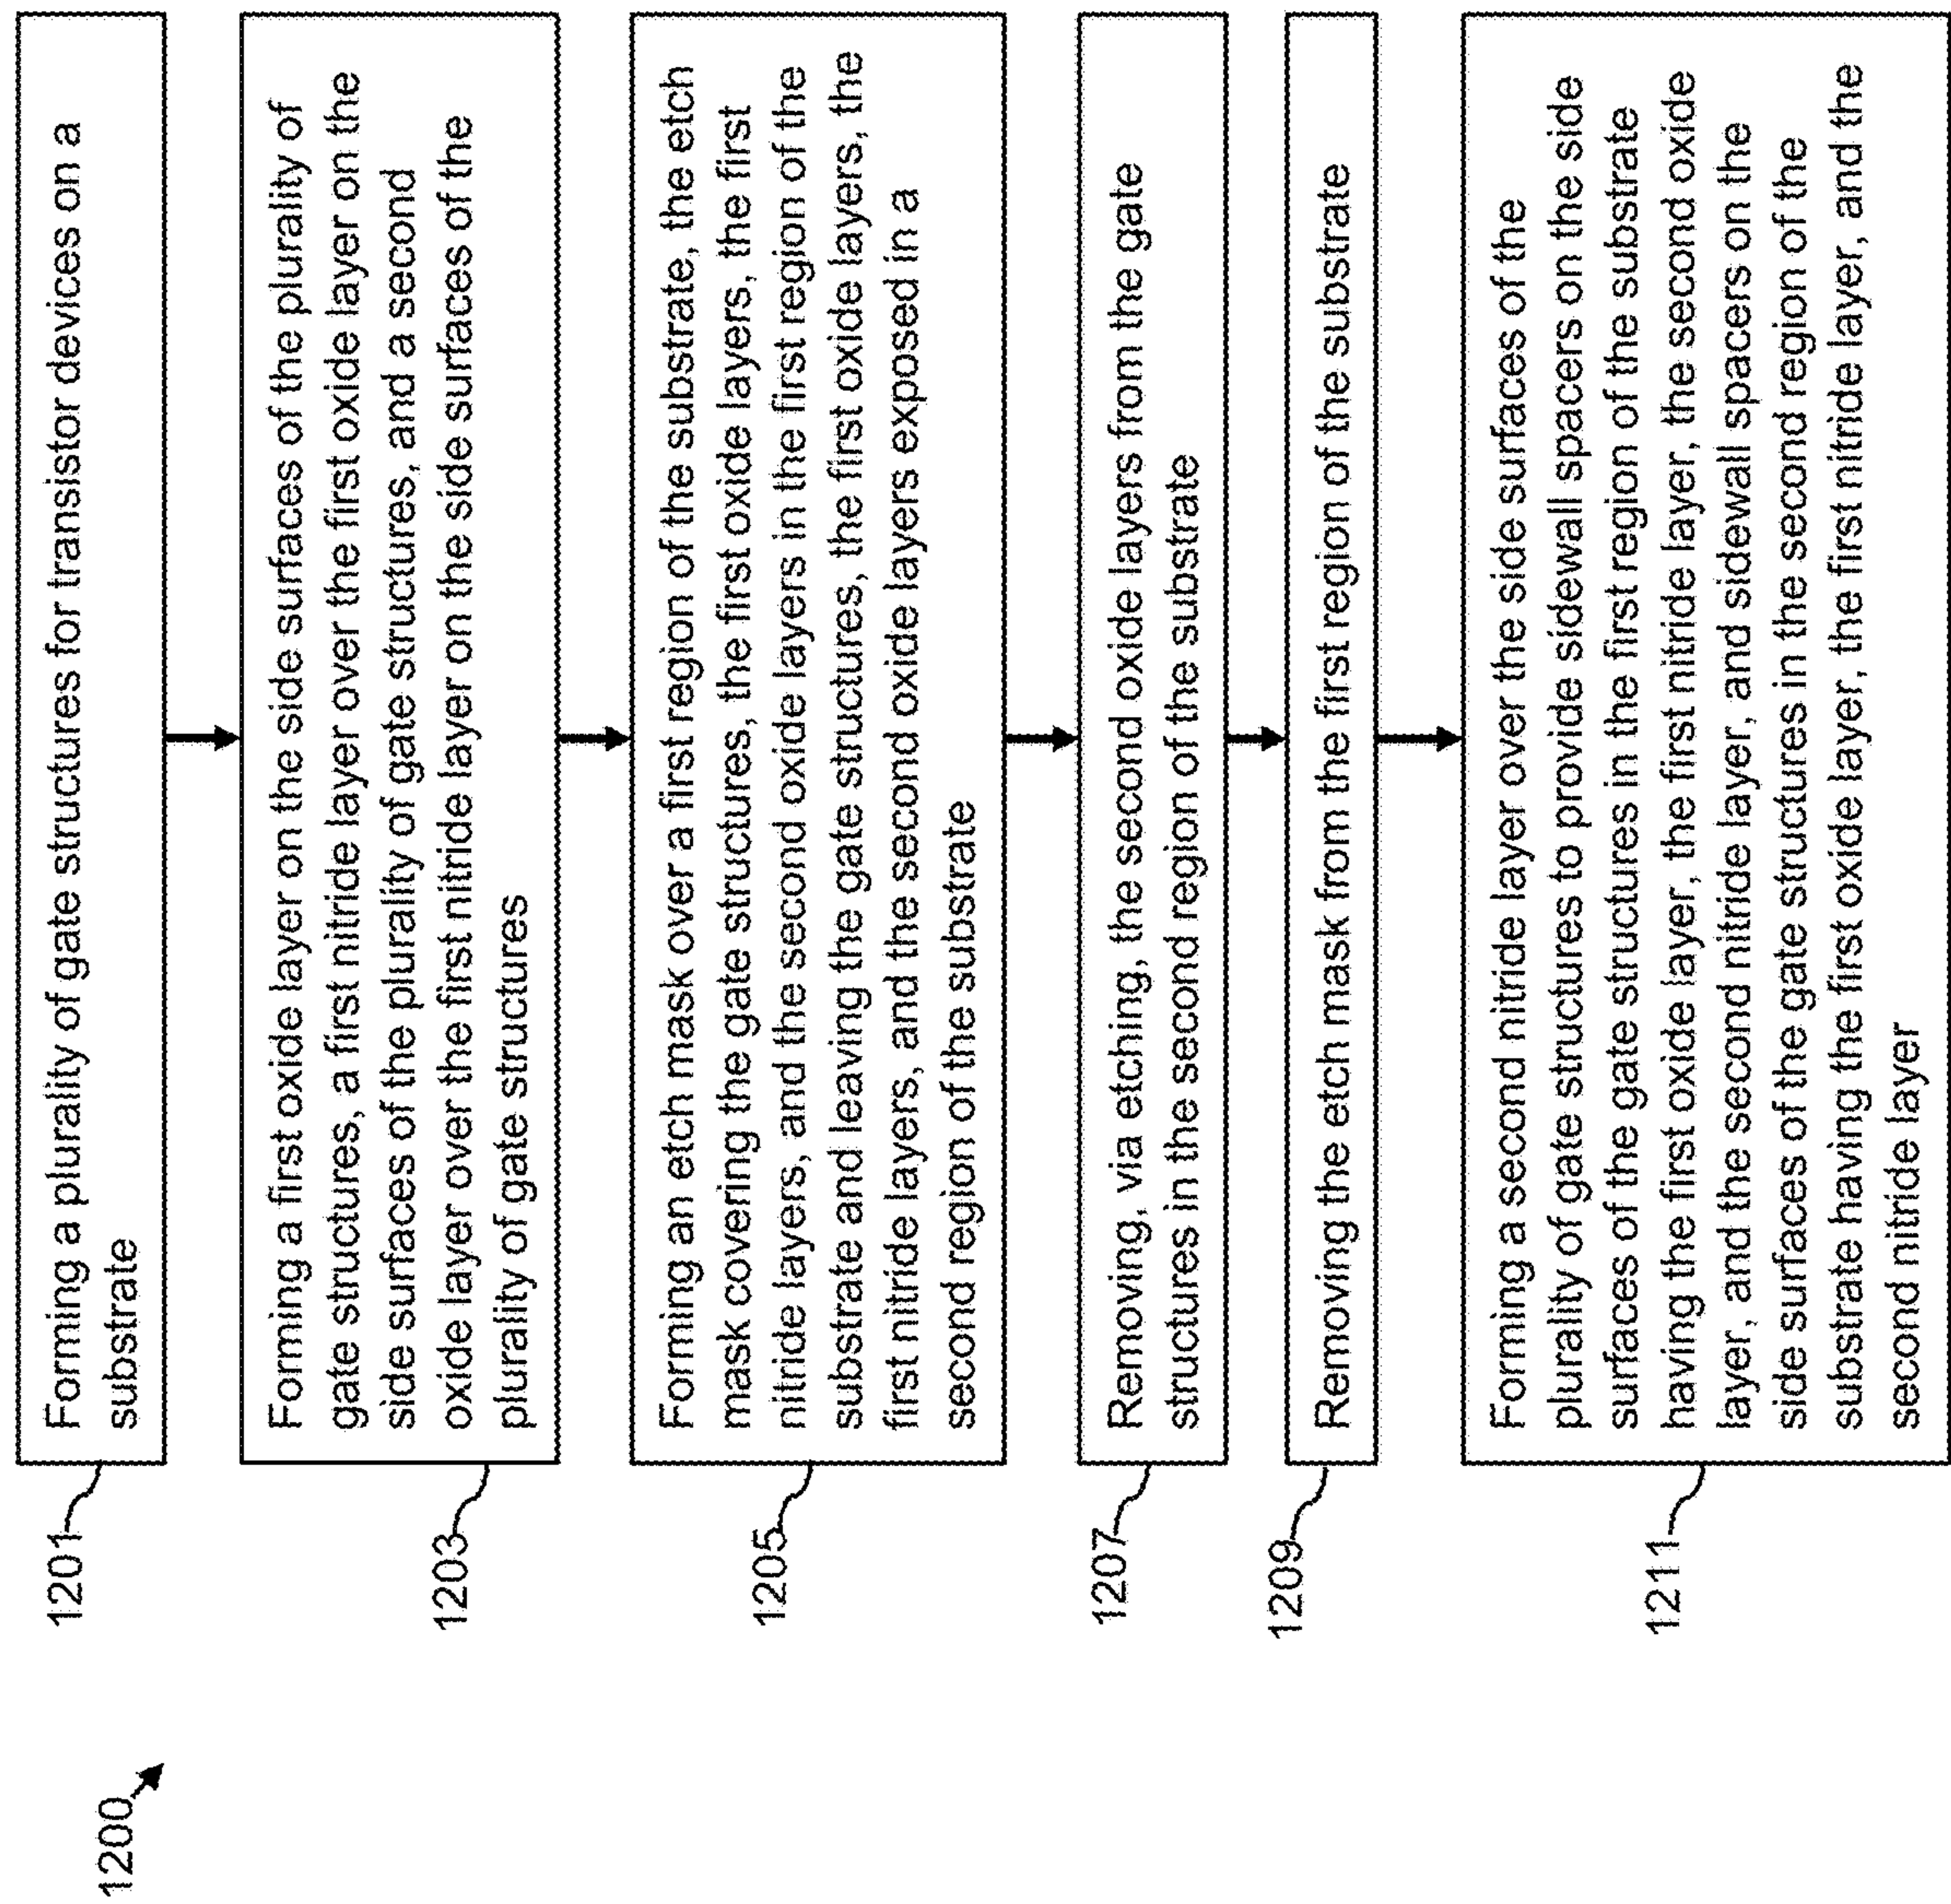 1200
1201
Forming a plurality of gate structures for transistor devices on a
substrate
1203
Forming a first oxide layer on the side surfaces of the plurality of
gate structures, a first nitride layer over the first oxide layer on the
side surfaces of the plurality of gate structures, and a second
oxide layer over the first nitride layer on the side surfaces of the
plurality of gate structures
1205
Forming an etch mask over a first region of the substrate, the etch
mask covering the gate structures, the first oxide layers, the first
nitride layers, and the second oxide layers in the first region of the
substrate and leaving the gate structures, the first oxide layers, the
first nitride layers, and the second oxide layers exposed in a
second region of the substrate
1207
Removing, via etching, the second oxide layers from the gate
structures in the second region of the substrate
1209
Removing the etch mask from the first region of the substrate
1211
Forming a second nitride layer over the side surfaces of the
plurality of gate structures to provide sidewall spacers on the side
surfaces of the gate structures in the first region of the substrate
having the first oxide layer, the first nitride layer, the second oxide
layer, and the second nitride layer, and sidewall spacers on the
side surfaces of the gate structures in the second region of the
substrate having the first oxide layer, the first nitride layer, and the
second nitride layer